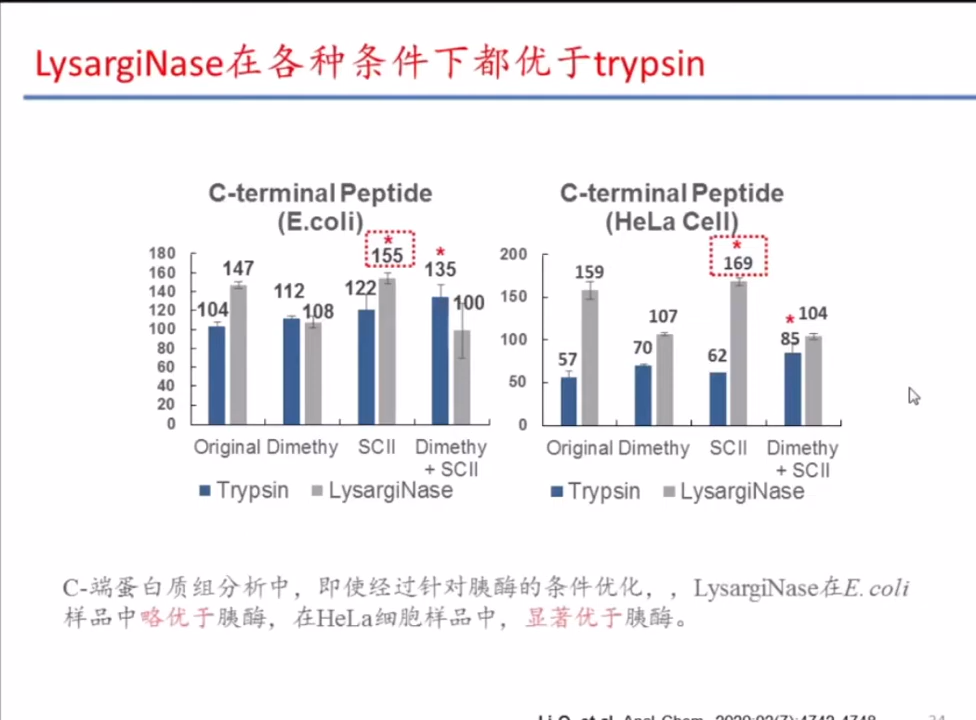 LysargiNase在各种条件下都优于trypsin
C-terminal Peptide
(E.coli)
180
160
140
120
100
80
60
40
20
0
104
147
112
108
122
*
155
*
135
100
Original Dimethy SCII Dimethy
+ SCII
Trypsin LysargiNase
C-terminal Peptide
(HeLa Cell)
200
150
100
50
0
57
159
70
107
62
*
169
*
85
104
Original Dimethy SCII Dimethy
+ SCII
Trypsin LysargiNase
C-端蛋白质组分析中，即使经过针对胰酶的条件优化，，LysargiNase在E. coli
样品中略优于胰酶，在HeLa细胞样品中，显著优于胰酶。